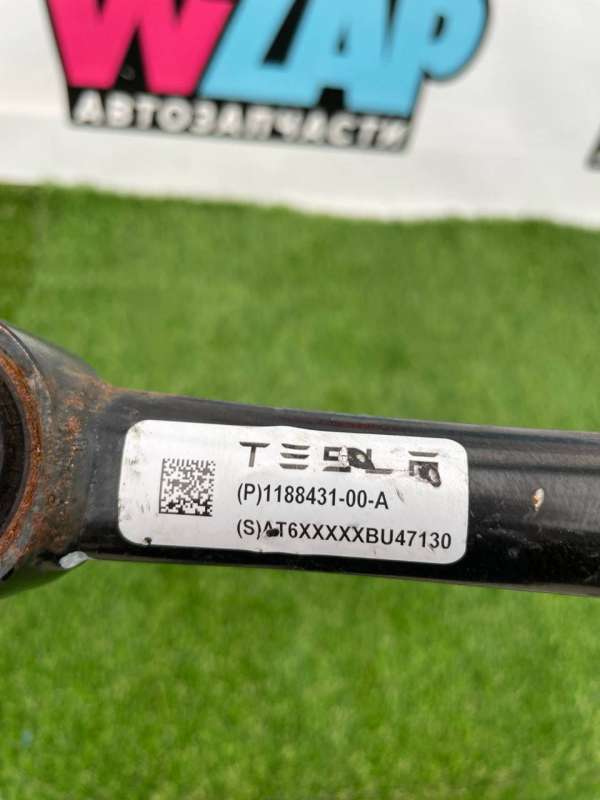 WZAP
АВТОЗАПЧАСТИ
TESLA
(P)1188431-00-A
(S)AT6XXXXXBU47130